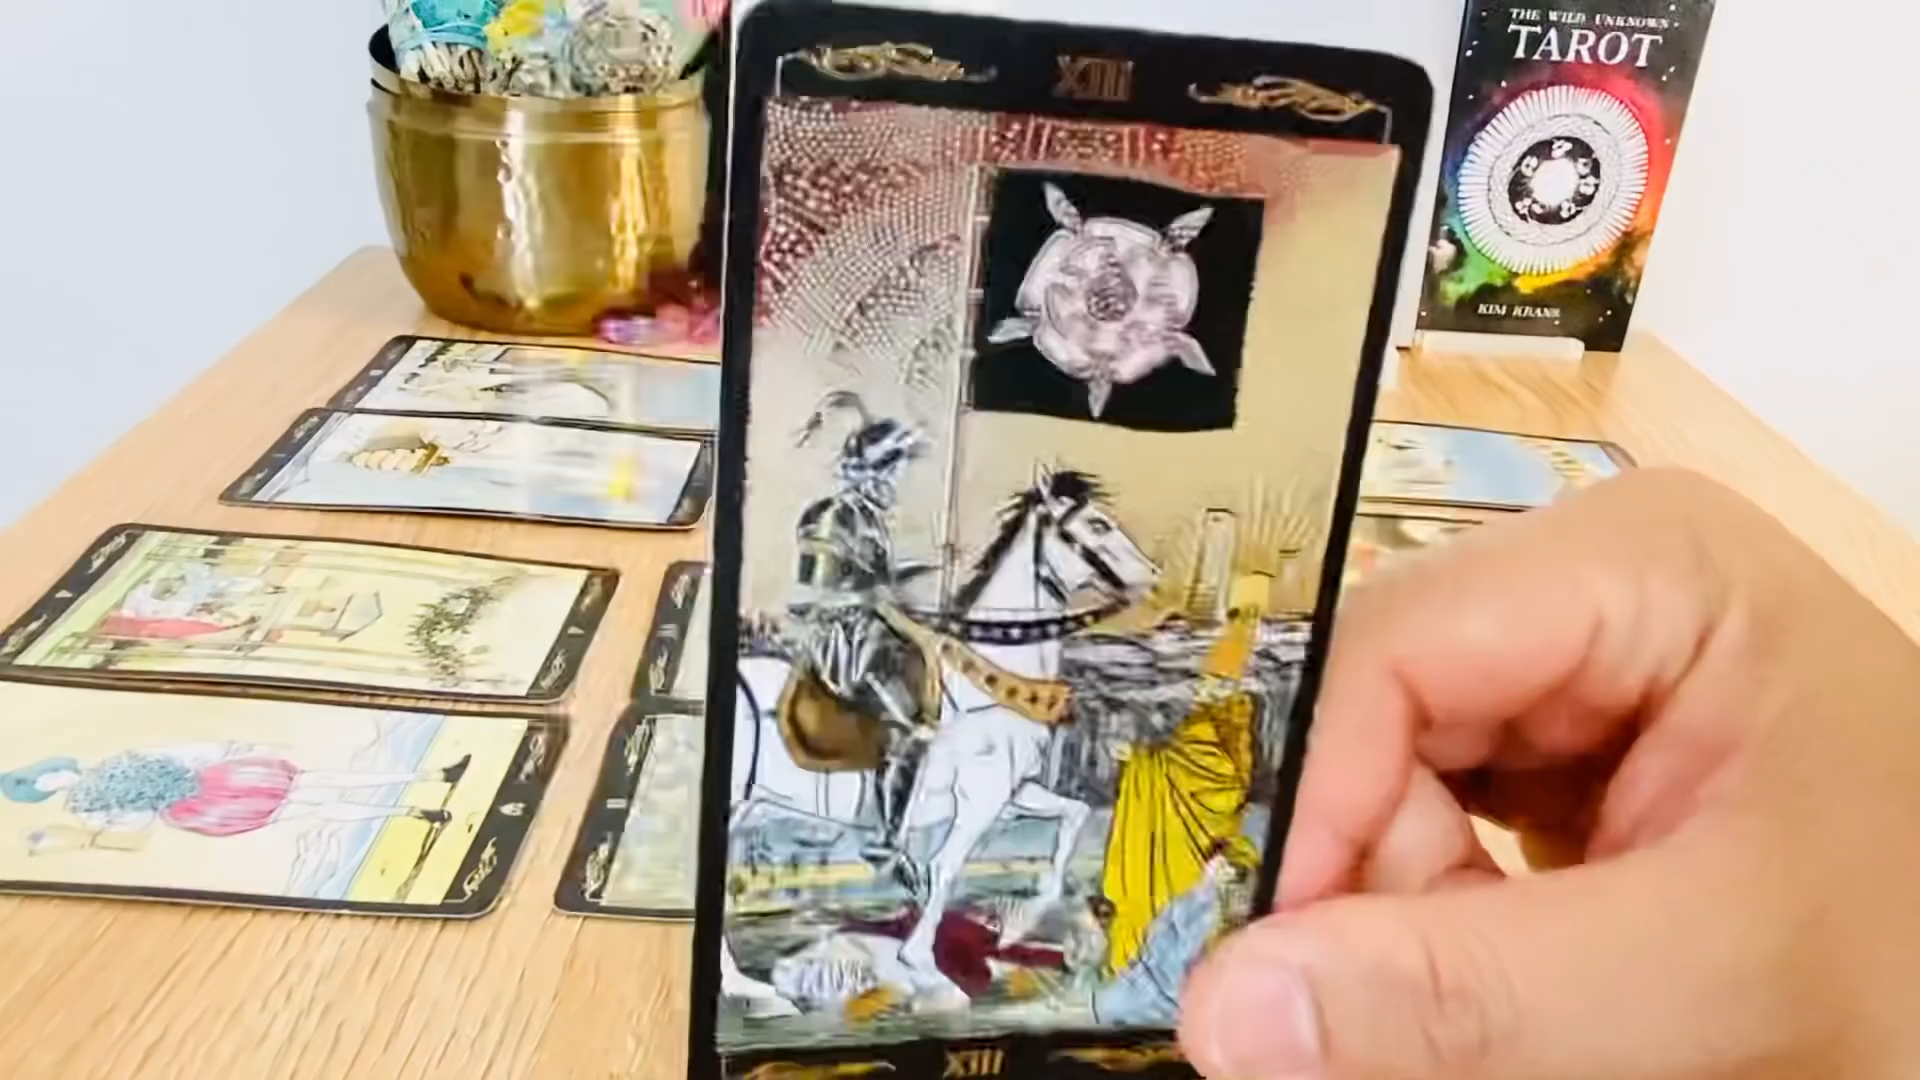 XIII
THE WILD UNKNOWN
TAROT
KIM KRANS
XIII